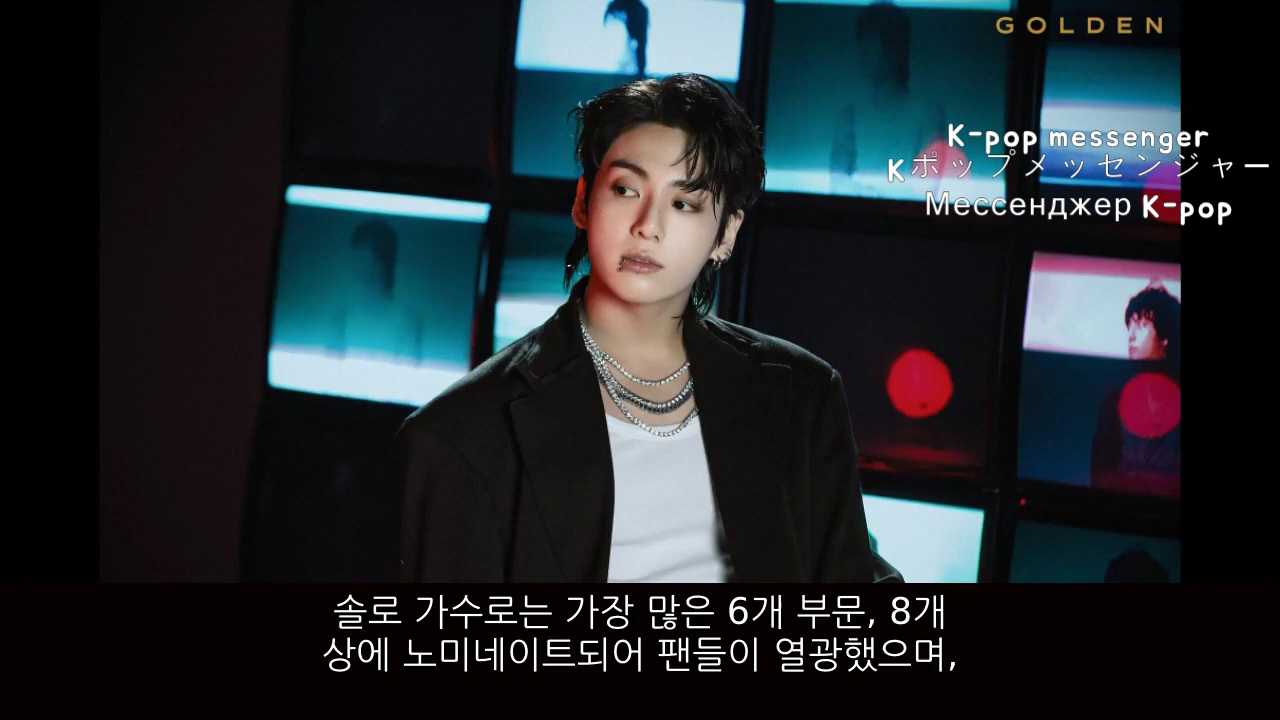 GOLDEN
K-pop messenger
Kポップメッセンジャー
Мессенджер K-pop
솔로 가수로는 가장 많은 6개 부문, 8개
상에 노미네이트되어 팬들이 열광했으며,